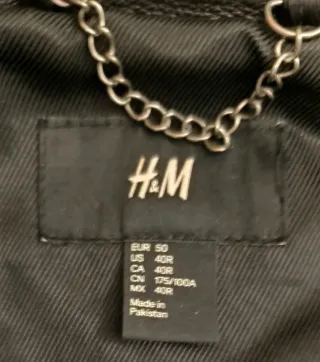 H&M
EUR 50
US 40R
CA 40R
CN 175/100A
MX 40R
Made in
Pakistan